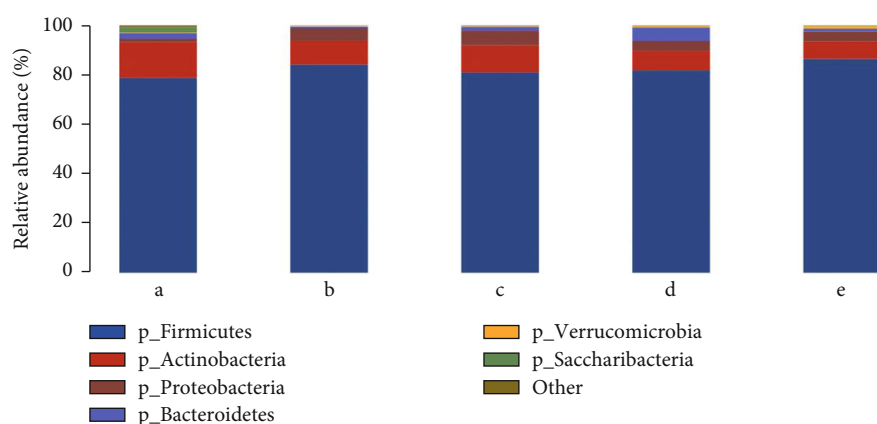 Relative abundance (%)
100
80
60
40
20
0
a b c d e
p_Firmicutes
p_Actinobacteria
p_Proteobacteria
p_Bacteroidetes
p_Verrucomicrobia
p_Saccharibacteria
Other